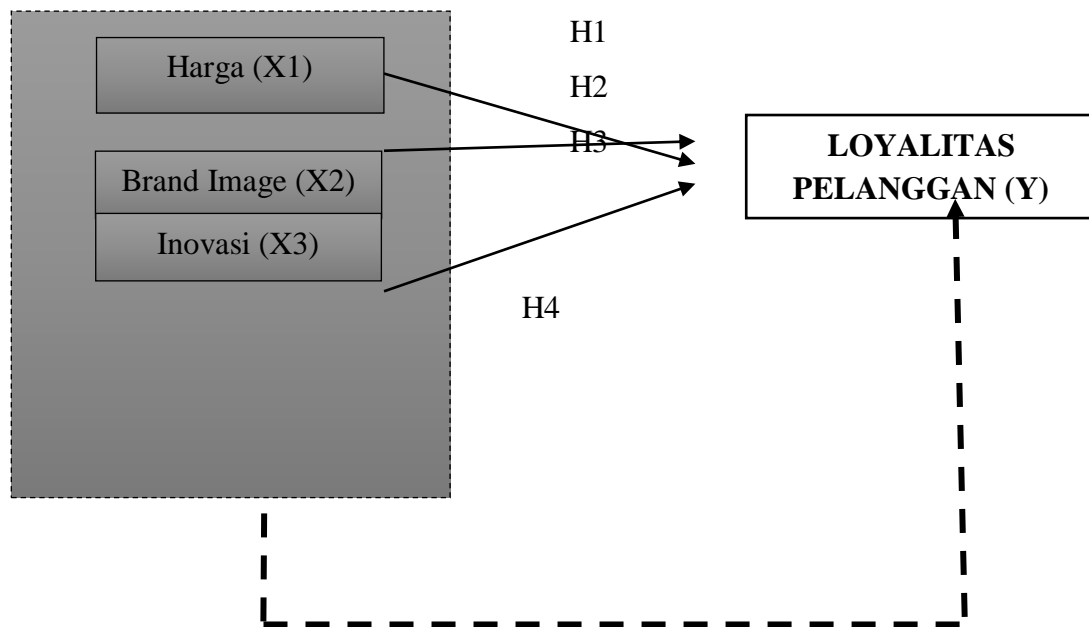 Harga (X1)
Brand Image (X2)
Inovasi (X3)
H1
H2
H3
H4
LOYALITAS
PELANGGAN (Y)